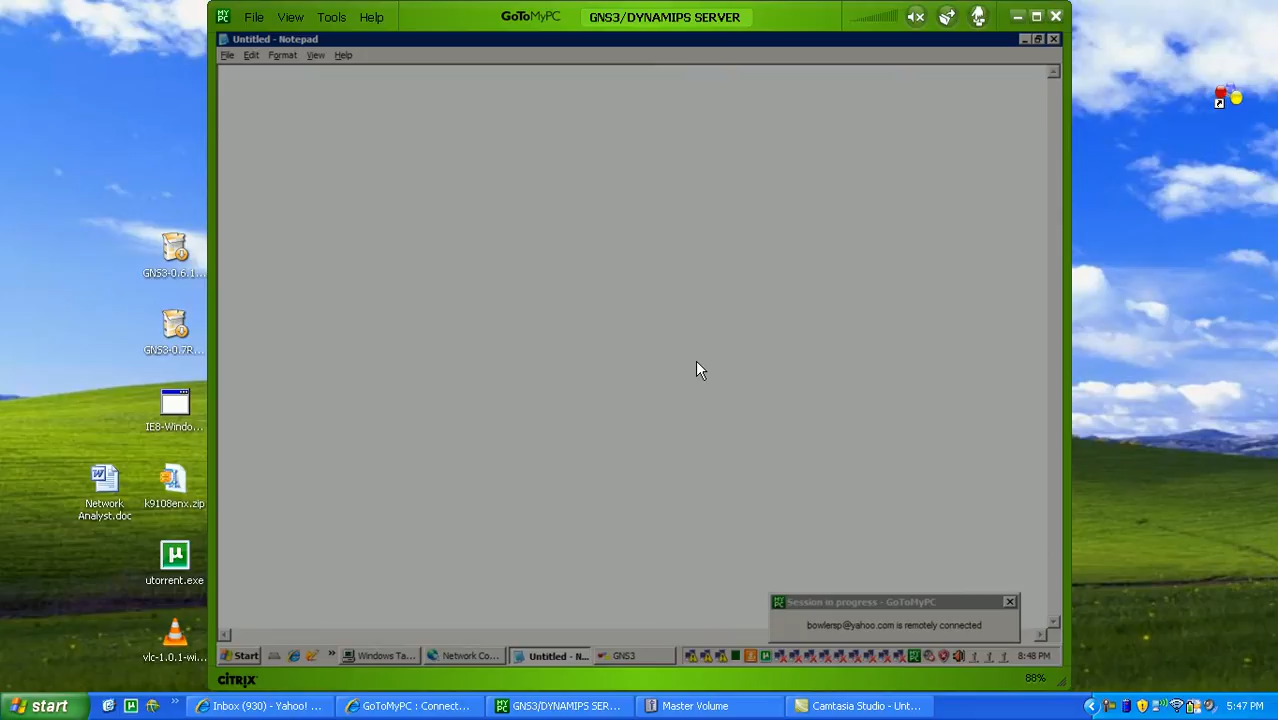 File View Tools Help GoToMyPC GNS3/DYNAMIPS SERVER
MY PC
Untitled - Notepad
File Edit Format View Help
GNS3-0.6.1...
GNS3-0.7R...
IE8-Windo...
Network Analyst.doc
k9108enx.zip
utorrent.exe
vlc-1.0.1-wi...
Session in progress - GoToMyPC
bowlersp@yahoo.com is remotely connected
Start Windows Ta... Network Co... Untitled - N... GNS3 8:48 PM
CITRIX 88%
start Inbox (930) - Yahoo! ... GoToMyPC : Connect... GNS3/DYNAMIPS SER... Master Volume Camtasia Studio - Unt... 5:47 PM